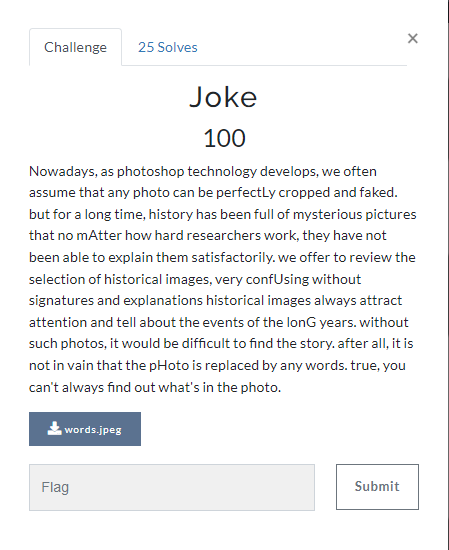 Challenge
25 Solves
×
Joke
100
Nowadays, as photoshop technology develops, we often
assume that any photo can be perfectLy cropped and faked.
but for a long time, history has been full of mysterious pictures
that no mAtter how hard researchers work, they have not
been able to explain them satisfactorily. we offer to review the
selection of historical images, very confUsing without
signatures and explanations historical images always attract
attention and tell about the events of the lonG years. without
such photos, it would be difficult to find the story. after all, it is
not in vain that the pHoto is replaced by any words. true, you
can't always find out what's in the photo.
words.jpeg
Flag
Submit